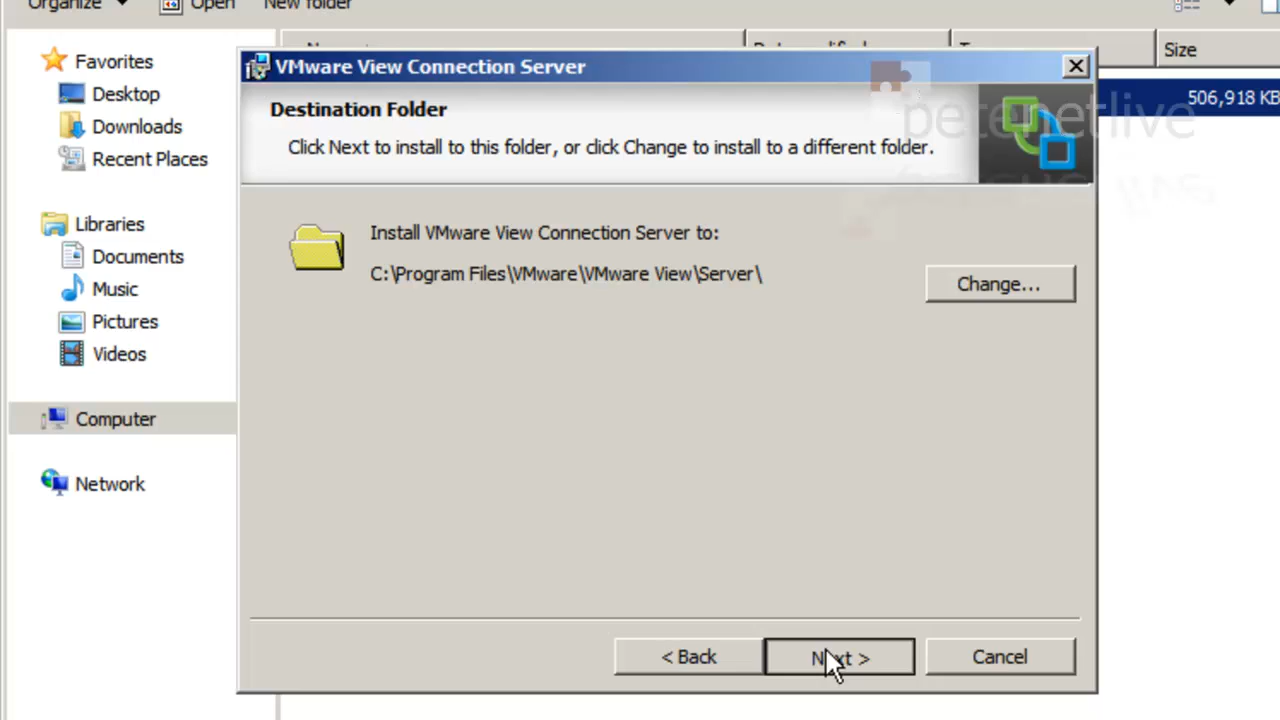 Organize
Open
New folder
Size
506,918 KB
Favorites
Desktop
Downloads
Recent Places
Libraries
Documents
Music
Pictures
Videos
Computer
Network
VMware View Connection Server
Destination Folder
Click Next to install to this folder, or click Change to install to a different folder.
petenetlive
Install VMware View Connection Server to:
C:\Program Files\VMware\VMware View\Server\
Change...
< Back
Next >
Cancel